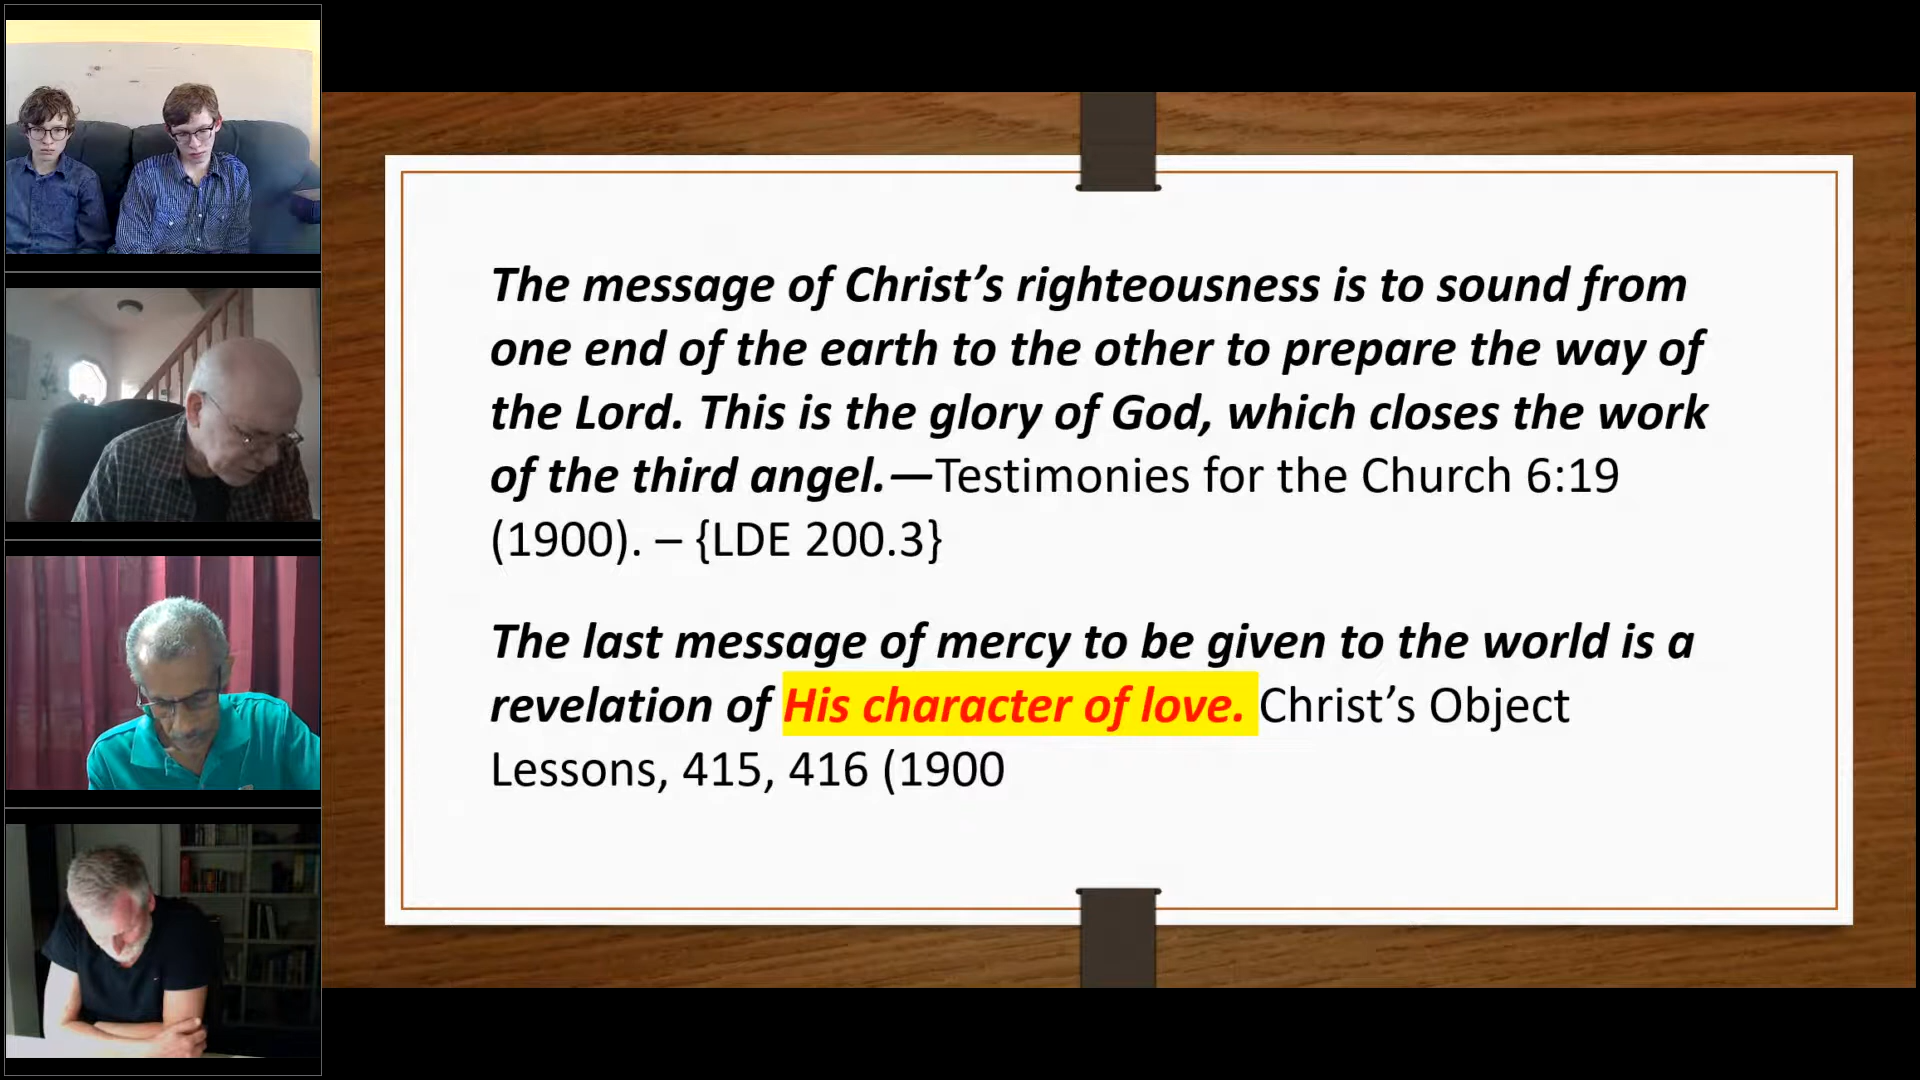 The message of Christ’s righteousness is to sound from
one end of the earth to the other to prepare the way of
the Lord. This is the glory of God, which closes the work
of the third angel.—Testimonies for the Church 6:19
(1900). – {LDE 200.3}
The last message of mercy to be given to the world is a
revelation of His character of love. Christ’s Object
Lessons, 415, 416 (1900